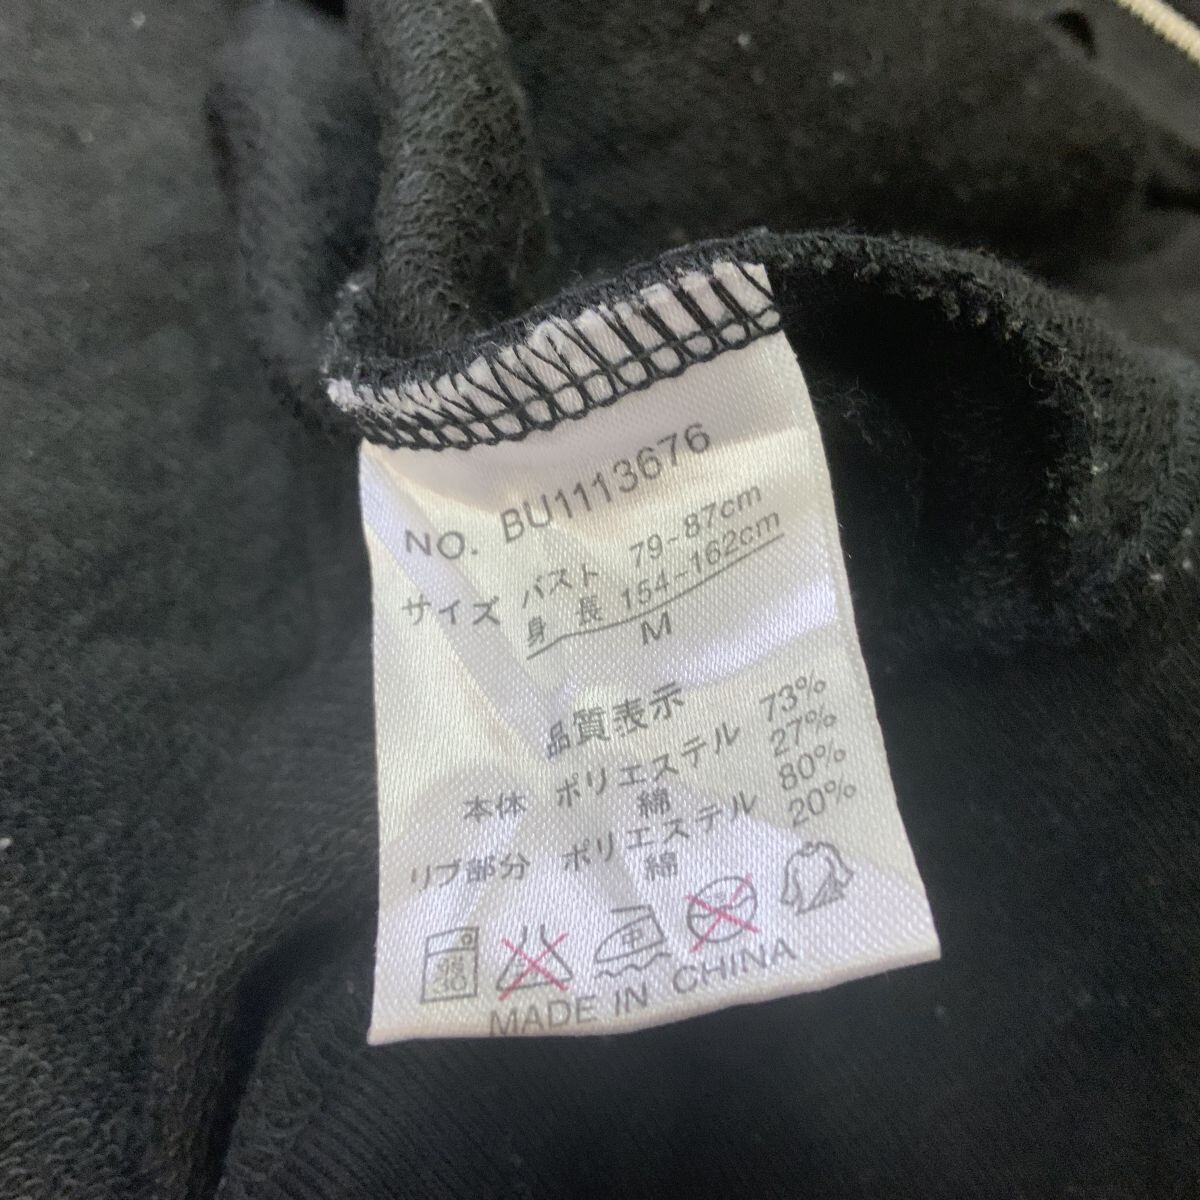 NO. BU1113676
サイズ バスト 79-87cm
身 長 154-162cm
M
品質表示
本体 ポリエステル 73%
綿 27%
リブ部分 ポリエステル 80%
綿 20%
中
MADE IN CHINA